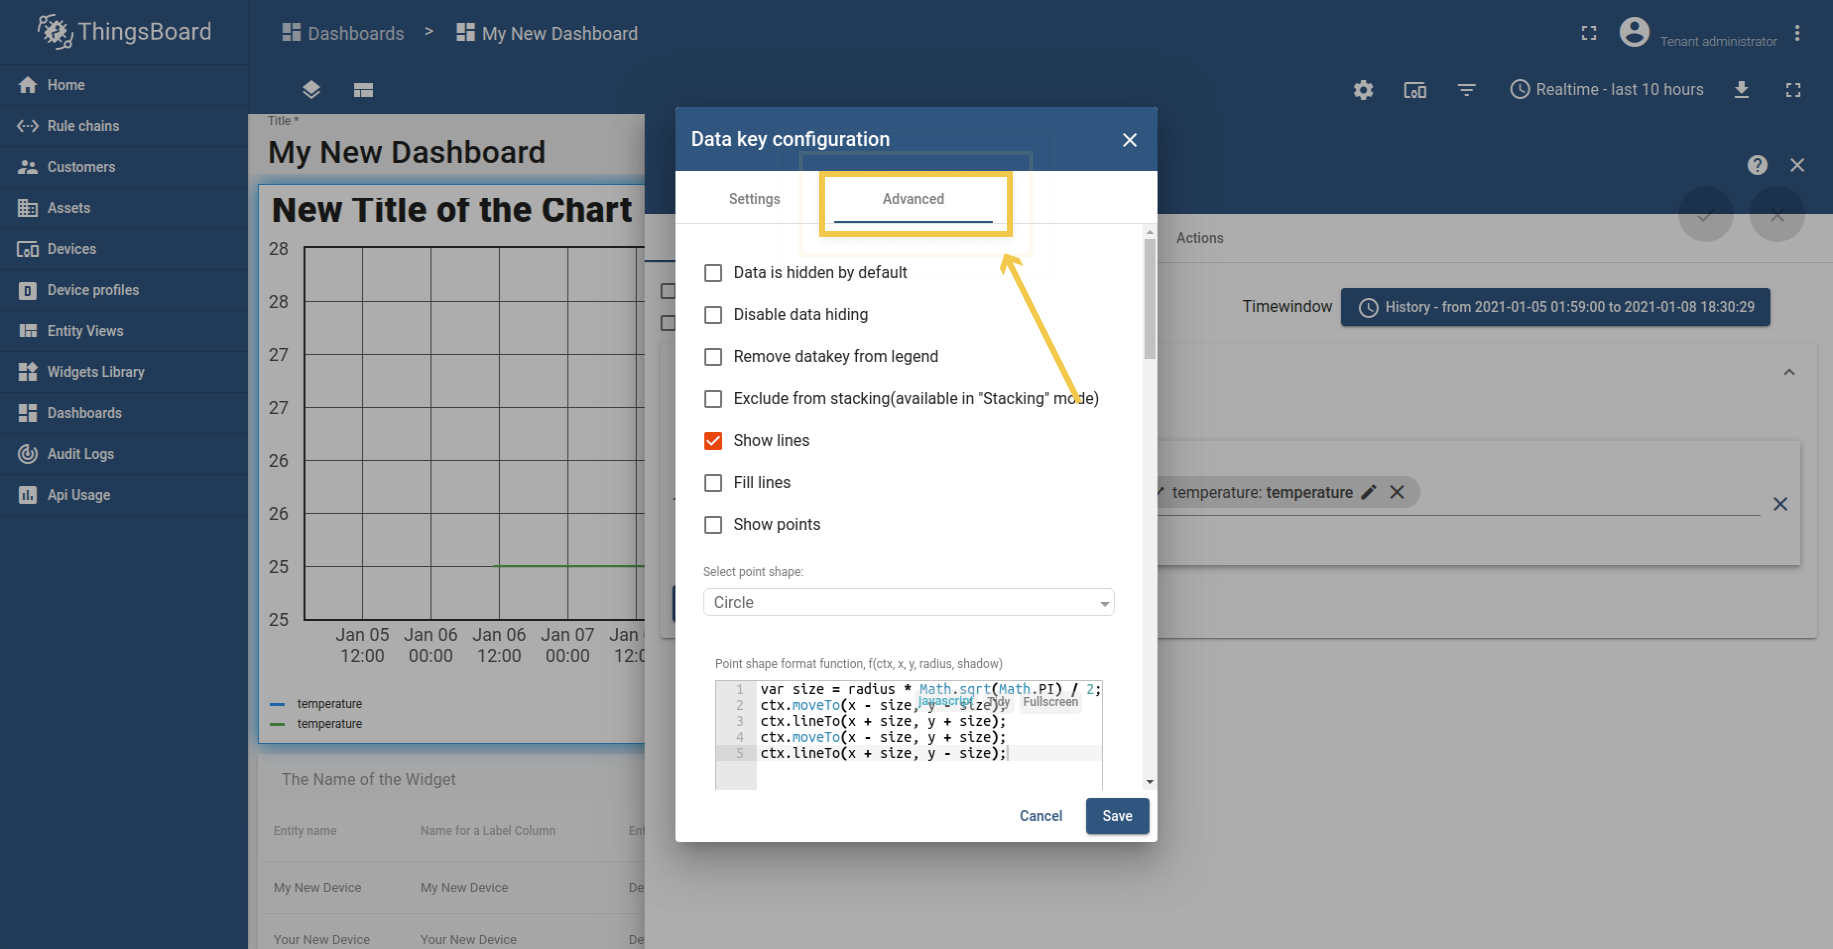 ThingsBoard
Home
Rule chains
Customers
Assets
Devices
Device profiles
Entity Views
Widgets Library
Dashboards
Audit Logs
Api Usage
Dashboards > My New Dashboard
Tenant administrator
Realtime - last 10 hours
Title *
My New Dashboard
New Title of the Chart
28
28
27
27
26
26
25
25
Jan 05 12:00
Jan 06 00:00
Jan 06 12:00
Jan 07 00:00
temperature
temperature
The Name of the Widget
Entity name Name for a Label Column
My New Device My New Device
Your New Device Your New Device
Data key configuration
Settings Advanced
Data is hidden by default
Disable data hiding
Remove datakey from legend
Exclude from stacking(available in "Stacking" mode)
Show lines
Fill lines
Show points
Select point shape:
Circle
Point shape format function, f(ctx, x, y, radius, shadow)
javascript Tidy Fullscreen
1 var size = radius * Math.sqrt(Math.PI) / 2;
2 ctx.moveTo(x - size, y - size);
3 ctx.lineTo(x + size, y + size);
4 ctx.moveTo(x - size, y + size);
5 ctx.lineTo(x + size, y - size);
Cancel Save
Actions
Timewindow History - from 2021-01-05 01:59:00 to 2021-01-08 18:30:29
temperature: temperature